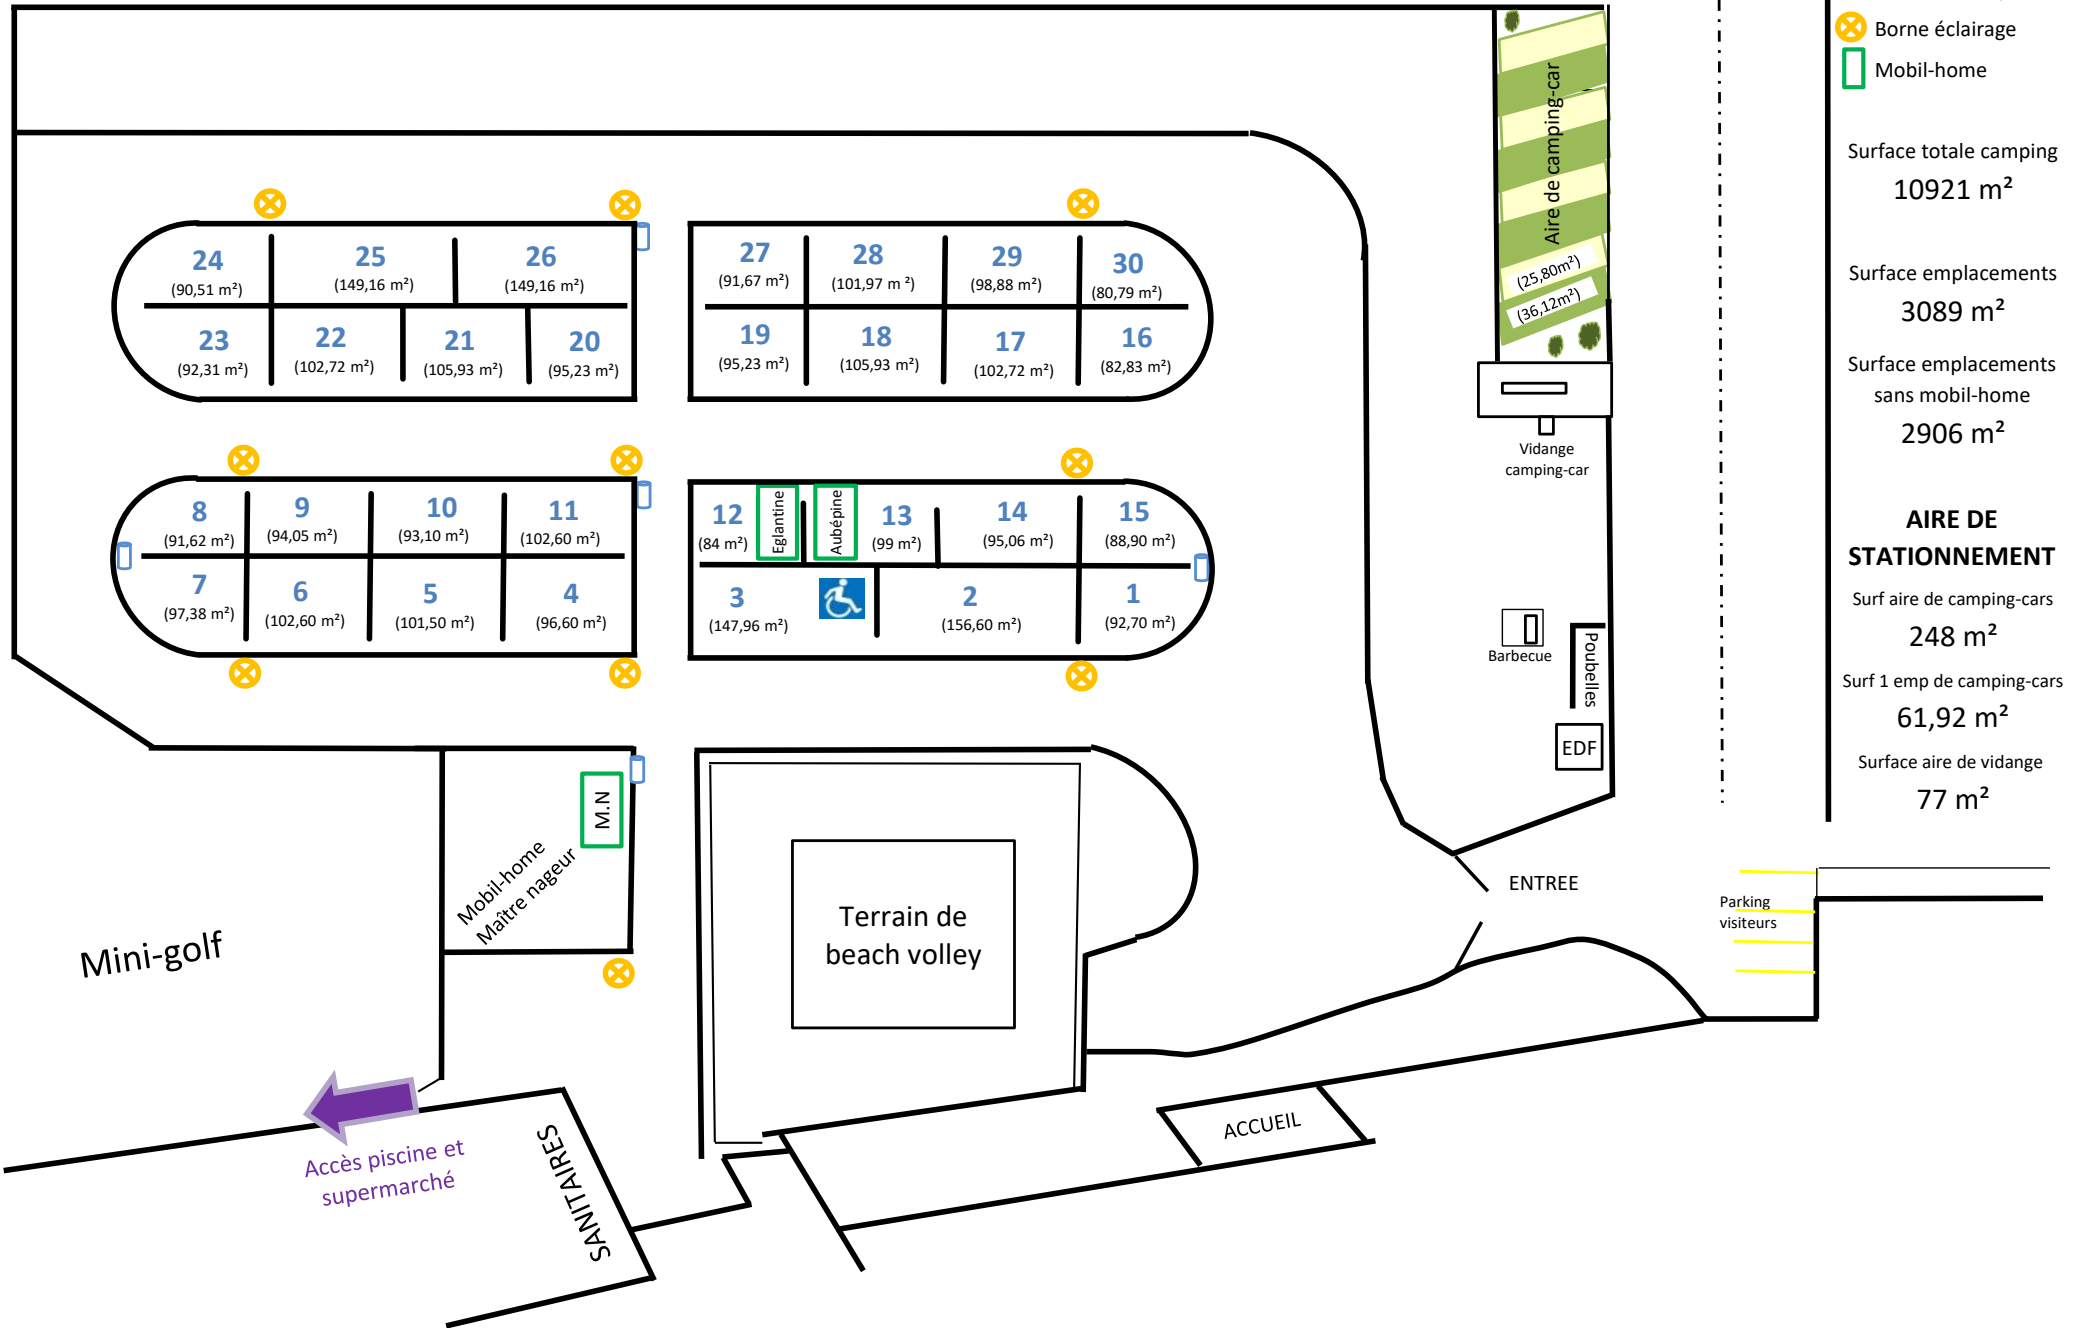 Borne éclairage
Mobil-home
Surface totale camping
10921 m²
Surface emplacements
3089 m²
Surface emplacements
sans mobil-home
2906 m²
AIRE DE
STATIONNEMENT
Surf aire de camping-cars
248 m²
Surf 1 emp de camping-cars
61,92 m²
Surface aire de vidange
77 m²
Aire de camping-car
(25,80m²)
(36,12m²)
Vidange
camping-car
Barbecue
Poubelles
EDF
ENTREE
Parking
visiteurs
24
(90,51 m²)
25
(149,16 m²)
26
(149,16 m²)
23
(92,31 m²)
22
(102,72 m²)
21
(105,93 m²)
20
(95,23 m²)
27
(91,67 m²)
28
(101,97 m ²)
29
(98,88 m²)
30
(80,79 m²)
19
(95,23 m²)
18
(105,93 m²)
17
(102,72 m²)
16
(82,83 m²)
8
(91,62 m²)
9
(94,05 m²)
10
(93,10 m²)
11
(102,60 m²)
7
(97,38 m²)
6
(102,60 m²)
5
(101,50 m²)
4
(96,60 m²)
12
(84 m²)
Eglantine
Aubépine
13
(99 m²)
14
(95,06 m²)
15
(88,90 m²)
3
(147,96 m²)
2
(156,60 m²)
1
(92,70 m²)
M.N
Mobil-home
Maître nageur
Mini-golf
Terrain de
beach volley
Accès piscine et
supermarché
SANITAIRES
ACCUEIL